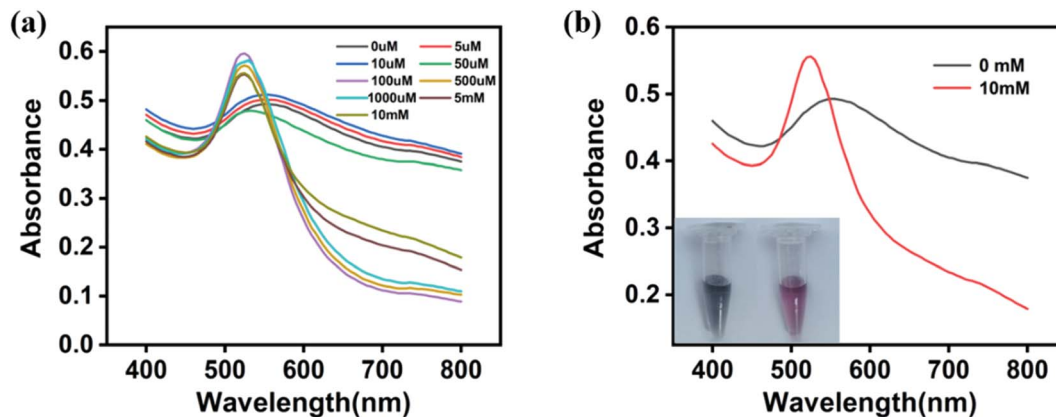 (a)
Absorbance
0.6
0.5
0.4
0.3
0.2
0.1
0.0
0uM
5uM
10uM
50uM
100uM
500uM
1000uM
5mM
10mM
400 500 600 700 800
Wavelength(nm)
(b)
Absorbance
0.6
0.5
0.4
0.3
0.2
0 mM
10mM
400 500 600 700 800
Wavelength(nm)